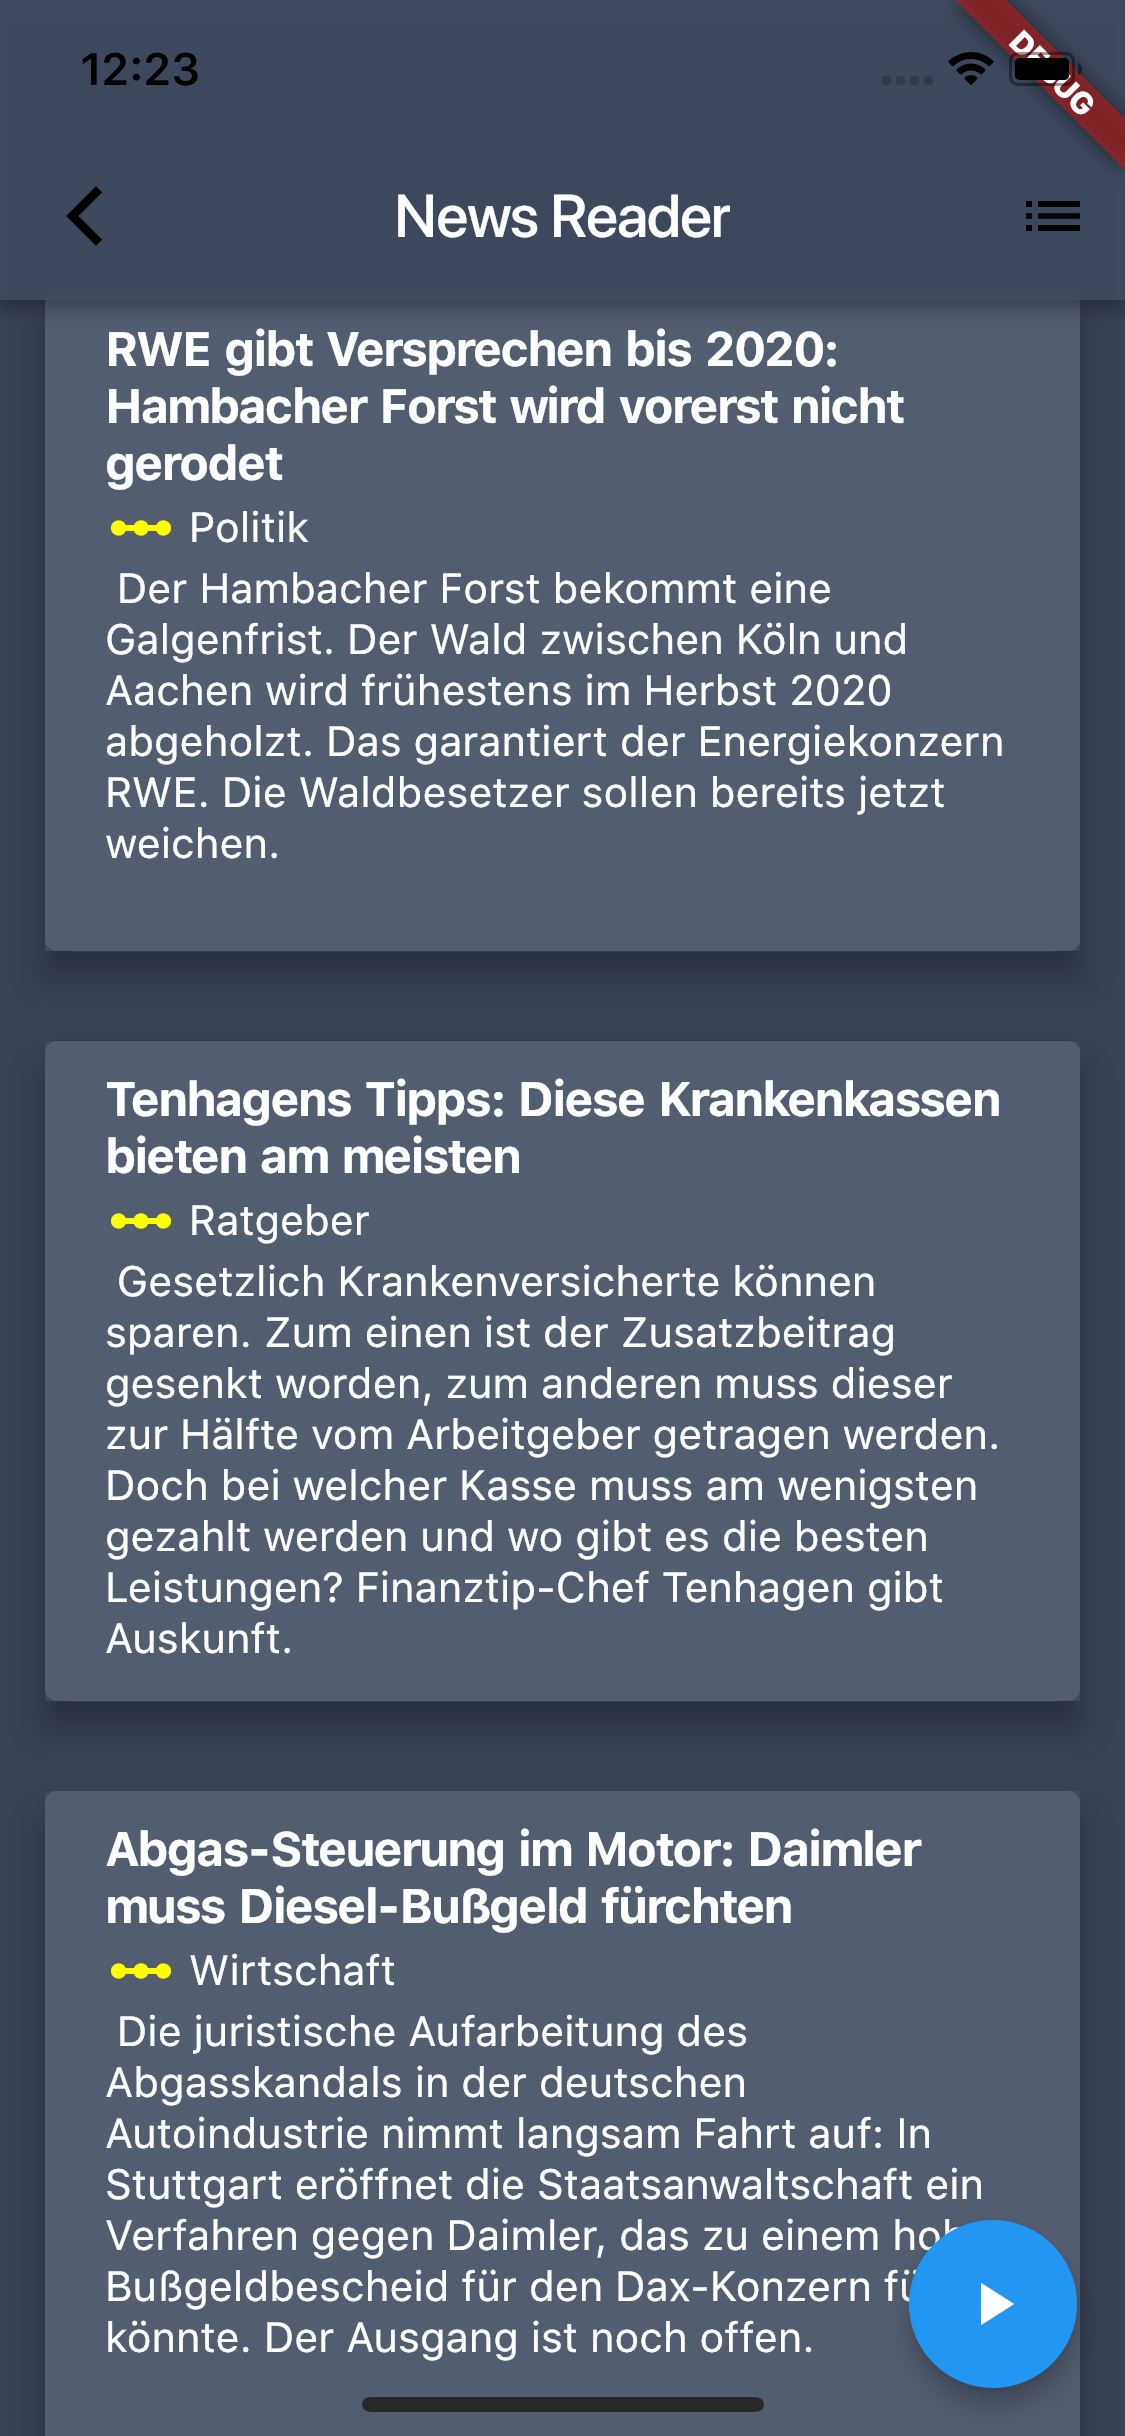 12:23
DEBUG
News Reader
RWE gibt Versprechen bis 2020:
Hambacher Forst wird vorerst nicht
gerodet
Politik
Der Hambacher Forst bekommt eine
Galgenfrist. Der Wald zwischen Köln und
Aachen wird frühestens im Herbst 2020
abgeholzt. Das garantiert der Energiekonzern
RWE. Die Waldbesetzer sollen bereits jetzt
weichen.
Tenhagens Tipps: Diese Krankenkassen
bieten am meisten
Ratgeber
Gesetzlich Krankenversicherte können
sparen. Zum einen ist der Zusatzbeitrag
gesenkt worden, zum anderen muss dieser
zur Hälfte vom Arbeitgeber getragen werden.
Doch bei welcher Kasse muss am wenigsten
gezahlt werden und wo gibt es die besten
Leistungen? Finanztip-Chef Tenhagen gibt
Auskunft.
Abgas-Steuerung im Motor: Daimler
muss Diesel-Bußgeld fürchten
Wirtschaft
Die juristische Aufarbeitung des
Abgasskandals in der deutschen
Autoindustrie nimmt langsam Fahrt auf: In
Stuttgart eröffnet die Staatsanwaltschaft ein
Verfahren gegen Daimler, das zu einem
Bußgeldbescheid für den Dax-Konzern
könnte. Der Ausgang ist noch offen.